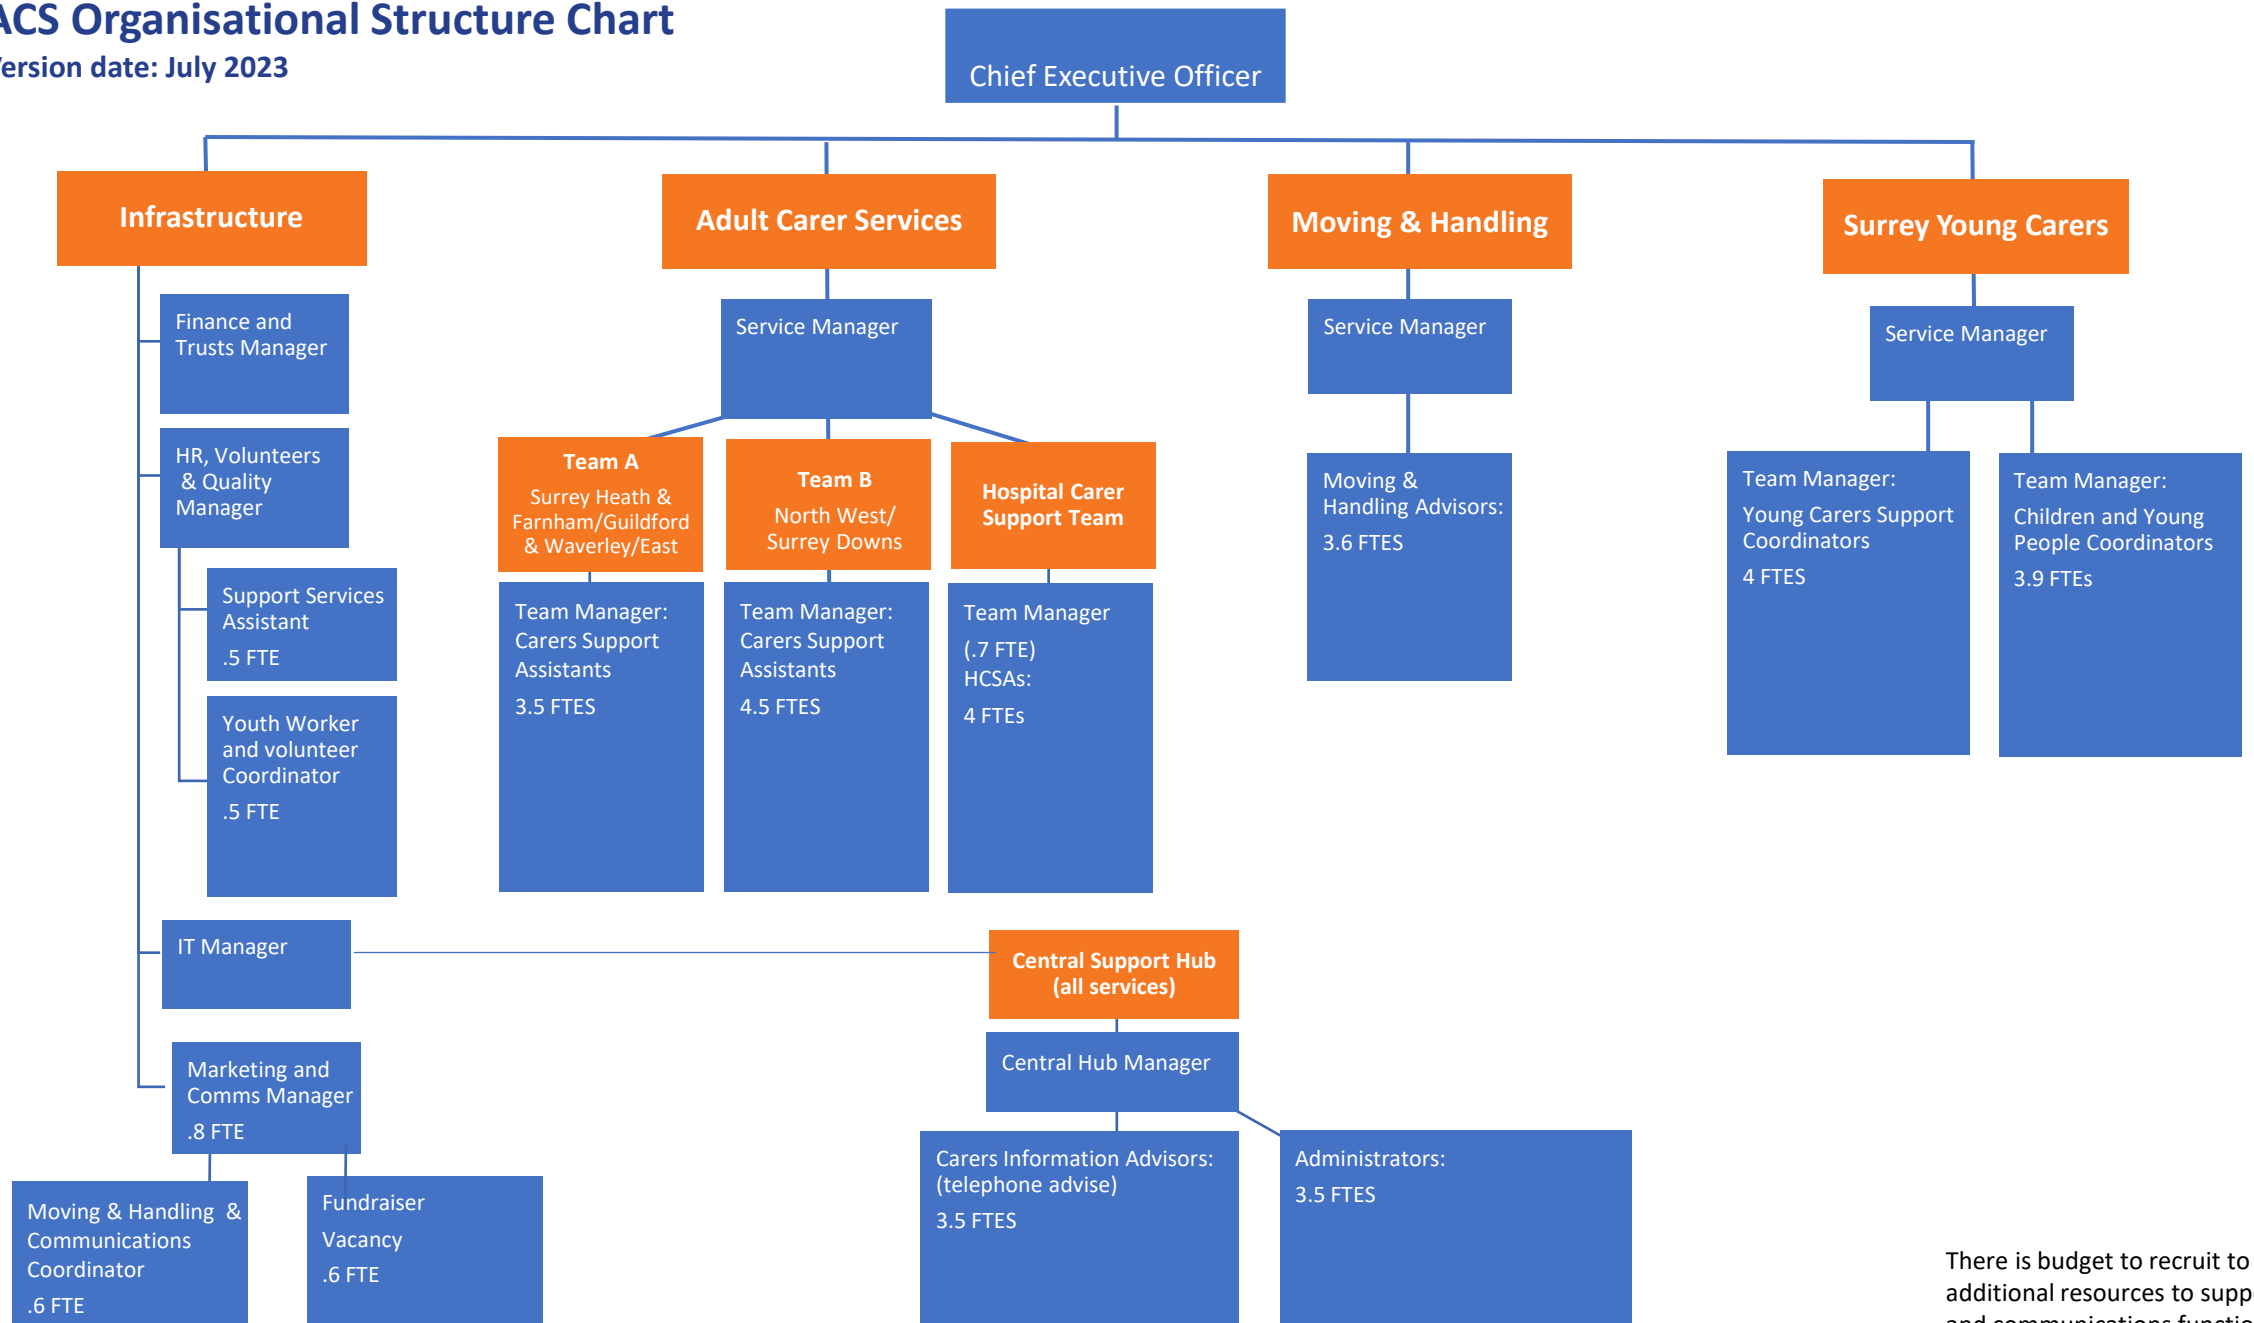 ACS Organisational Structure Chart
Version date: July 2023
Chief Executive Officer
Infrastructure
Adult Carer Services
Moving & Handling
Surrey Young Carers
Finance and
Trusts Manager
HR, Volunteers
& Quality
Manager
Support Services
Assistant
.5 FTE
Youth Worker
and volunteer
Coordinator
.5 FTE
IT Manager
Marketing and
Comms Manager
.8 FTE
Moving & Handling &
Communications
Coordinator
.6 FTE
Fundraiser
Vacancy
.6 FTE
Service Manager
Team A
Surrey Heath &
Farnham/Guildford
& Waverley/East
Team Manager:
Carers Support
Assistants
3.5 FTES
Team B
North West/
Surrey Downs
Team Manager:
Carers Support
Assistants
4.5 FTES
Hospital Carer
Support Team
Team Manager
(.7 FTE)
HCSAs:
4 FTEs
Central Support Hub
(all services)
Central Hub Manager
Carers Information Advisors:
(telephone advise)
3.5 FTES
Administrators:
3.5 FTES
Service Manager
Moving &
Handling Advisors:
3.6 FTES
Service Manager
Team Manager:
Young Carers Support
Coordinators
4 FTES
Team Manager:
Children and Young
People Coordinators
3.9 FTEs
There is budget to recruit to
additional resources to
and communications